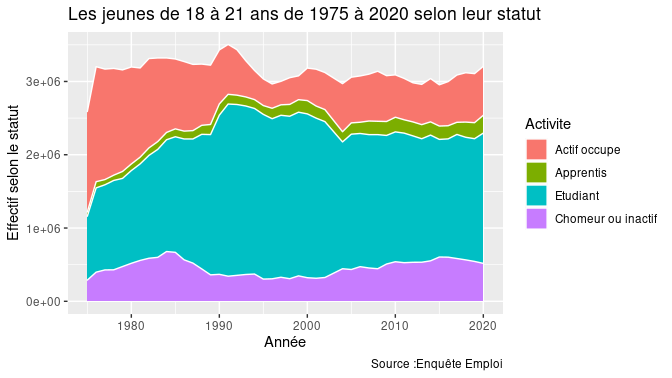 Les jeunes de 18 à 21 ans de 1975 à 2020 selon leur statut
Effectif selon le statut
3e+06
2e+06
1e+06
0e+00
1980 1990 2000 2010 2020
Année
Activite
Actif occupe
Apprentis
Etudiant
Chomeur ou inactif
Source :Enquête Emploi